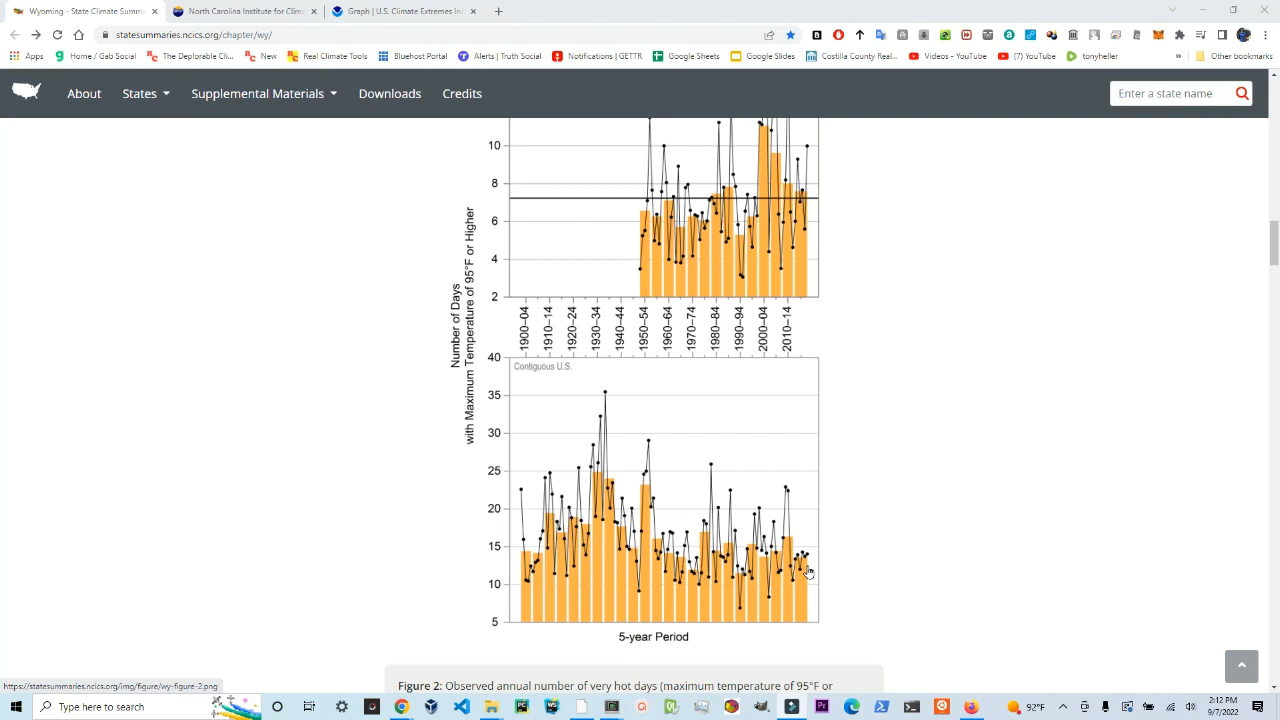 Wyoming - State Climate Summa
North Carolina Institute for Clim
Graph | U.S. Climate Extremes Inc
statesummaries.ncics.org/chapter/wy/
Apps
Home / Gab Social
The Deplorable Cli...
New
Real Climate Tools
Bluehost Portal
Alerts | Truth Social
Notifications | GETTR
Google Sheets
Google Slides
Costilla County Real...
Videos - YouTube
(7) YouTube
tonyheller
»
Other bookmarks
About
States
Supplemental Materials
Downloads
Credits
Enter a state name
10
8
6
4
2
1900–04
1910–14
1920–24
1930–34
1940–44
1950–54
1960–64
1970–74
1980–84
1990–94
2000–04
2010–14
Number of Days
with Maximum Temperature of 95°F or Higher
Contiguous U.S.
40
35
30
25
20
15
10
5
5-year Period
Figure 2: Observed annual number of very hot days (maximum temperature of 95°F or
https://statesummaries.ncics.org/img/figure/wy-figure-2.png
Type here to search
92°F
2:12 PM
9/7/2022